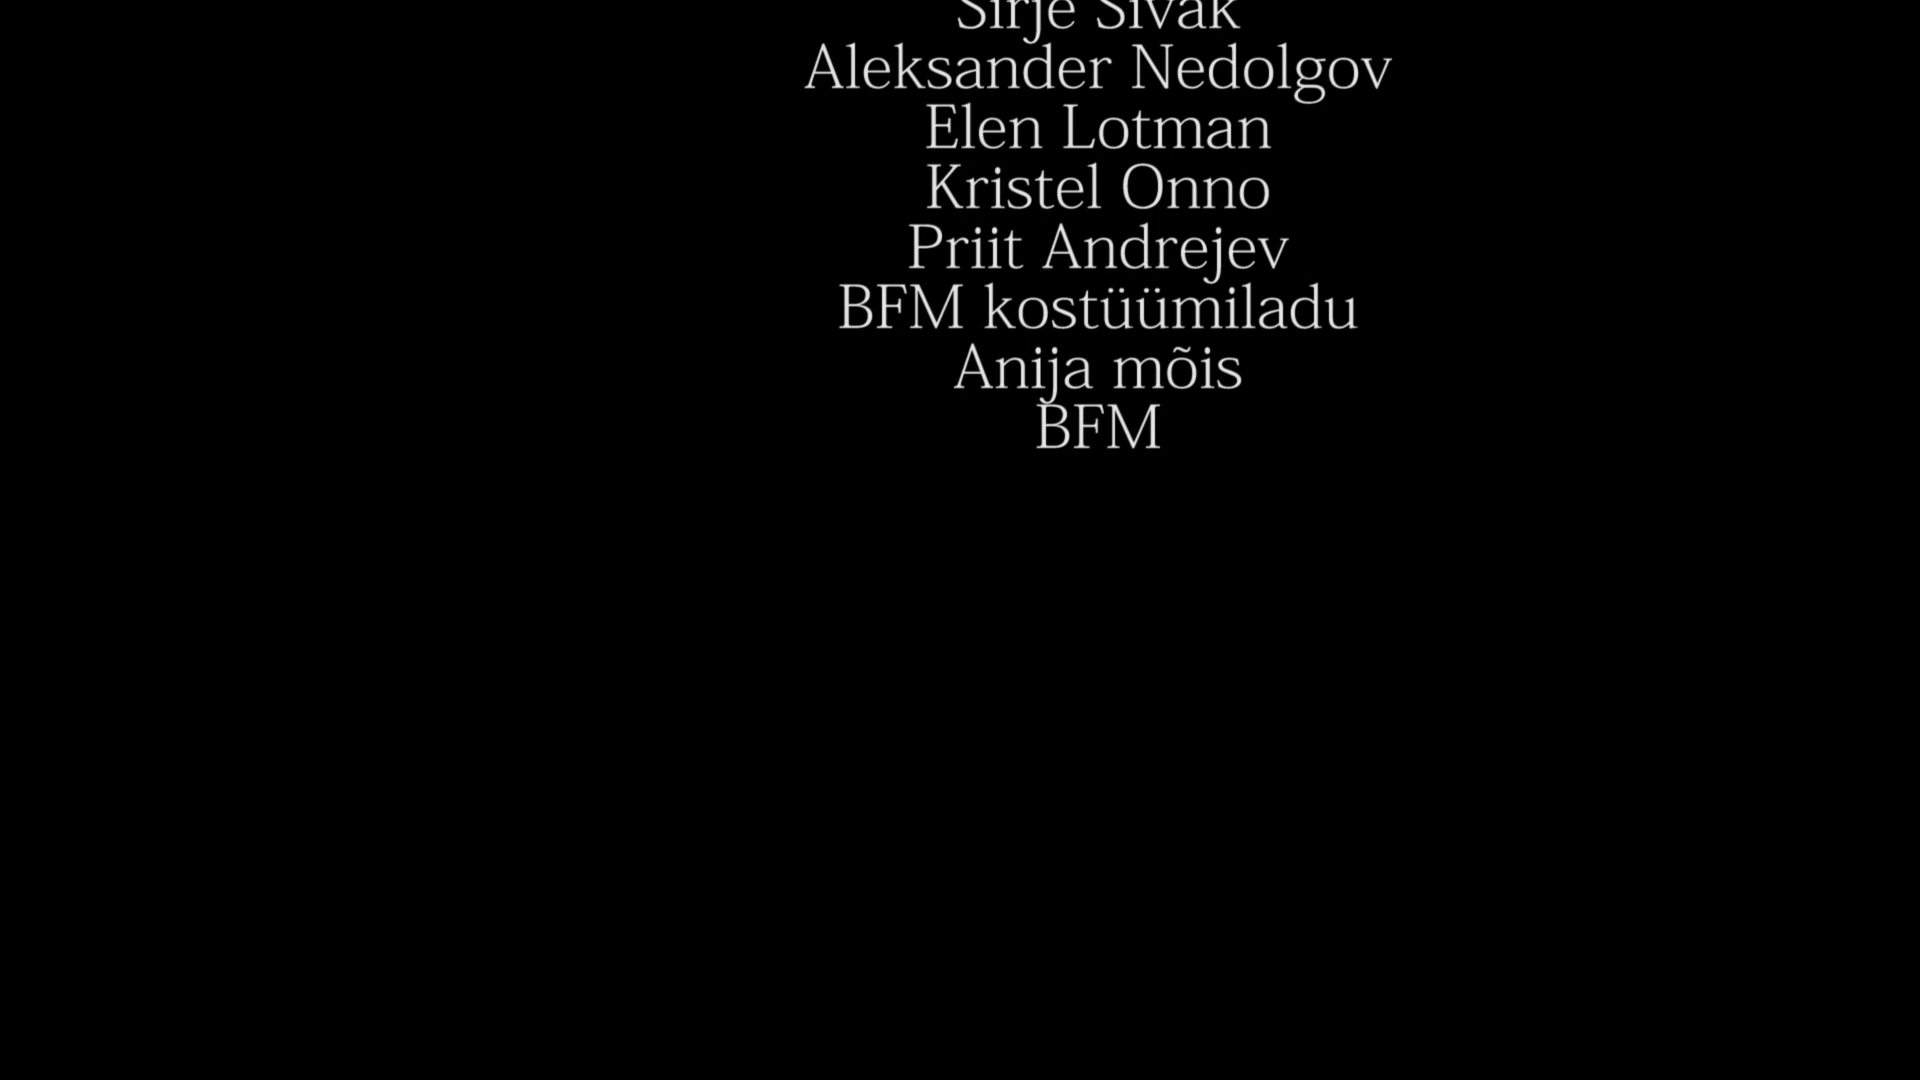 Sirje Sivak
Aleksander Nedolgov
Elen Lotman
Kristel Onno
Priit Andrejev
BFM kostüümiladu
Anija mõis
BFM